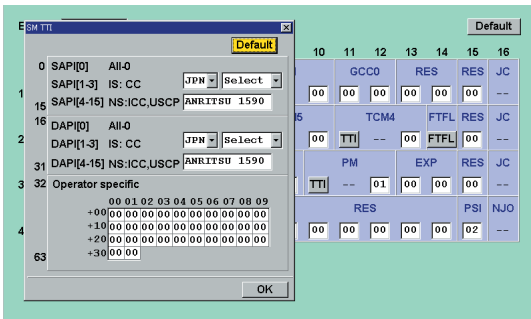 E
SM TTI
Default
Default
0 SAPI[0] All-0
SAPI[1-3] IS: CC JPN Select
15 SAPI[4-15] NS:ICC,USCP ANRITSU 1590
16 DAPI[0] All-0
DAPI[1-3] IS: CC JPN Select
31 DAPI[4-15] NS:ICC,USCP ANRITSU 1590
32 Operator specific
00 01 02 03 04 05 06 07 08 09
+00 00 00 00 00 00 00 00 00 00 00
+10 00 00 00 00 00 00 00 00 00 00
+20 00 00 00 00 00 00 00 00 00 00
+30 00 00
63
OK
10 11 12 13 14 15 16
1 GCC0 RES RES JC
00 00 00 00 00 00 --
2 TCM4 FTFL RES JC
00 TTI -- 00 FTFL 00 --
3 PM EXP RES JC
TTI -- 01 00 00 00 --
4 RES PSI NJO
00 00 00 00 00 02 --